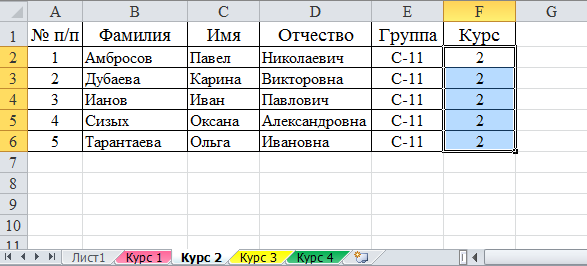 A B C D E F G
1 № п/п Фамилия Имя Отчество Группа Курс
2 1 Амбросов Павел Николаевич С-11 2
3 2 Дубаева Карина Викторовна С-11 2
4 3 Ианов Иван Павлович С-11 2
5 4 Сизых Оксана Александровна С-11 2
6 5 Тарантаева Ольга Ивановна С-11 2
7
8
9
10
11
Лист1 Курс 1 Курс 2 Курс 3 Курс 4